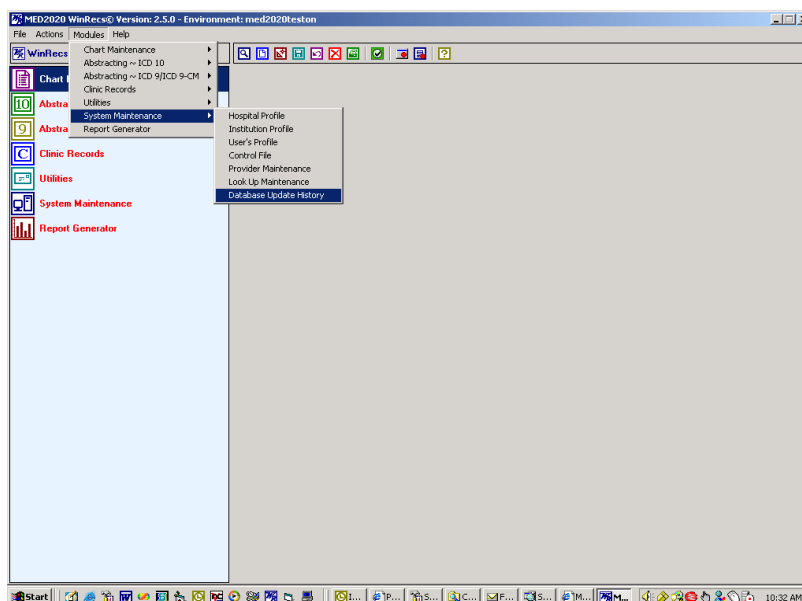 MED2020 WinRecs© Version: 2.5.0 - Environment: med2020teston
File Actions Modules Help
WinRecs
Chart Maintenance
Abstracting ~ ICD 10
Abstracting ~ ICD 9/ICD 9-CM
Clinic Records
Utilities
System Maintenance
Report Generator
Hospital Profile
Institution Profile
User's Profile
Control File
Provider Maintenance
Look Up Maintenance
Database Update History
Chart
10 Abstra
9 Abstra
C Clinic Records
Utilities
System Maintenance
Report Generator
Start
I... P... S... C... F... S... M... M...
10:32 AM